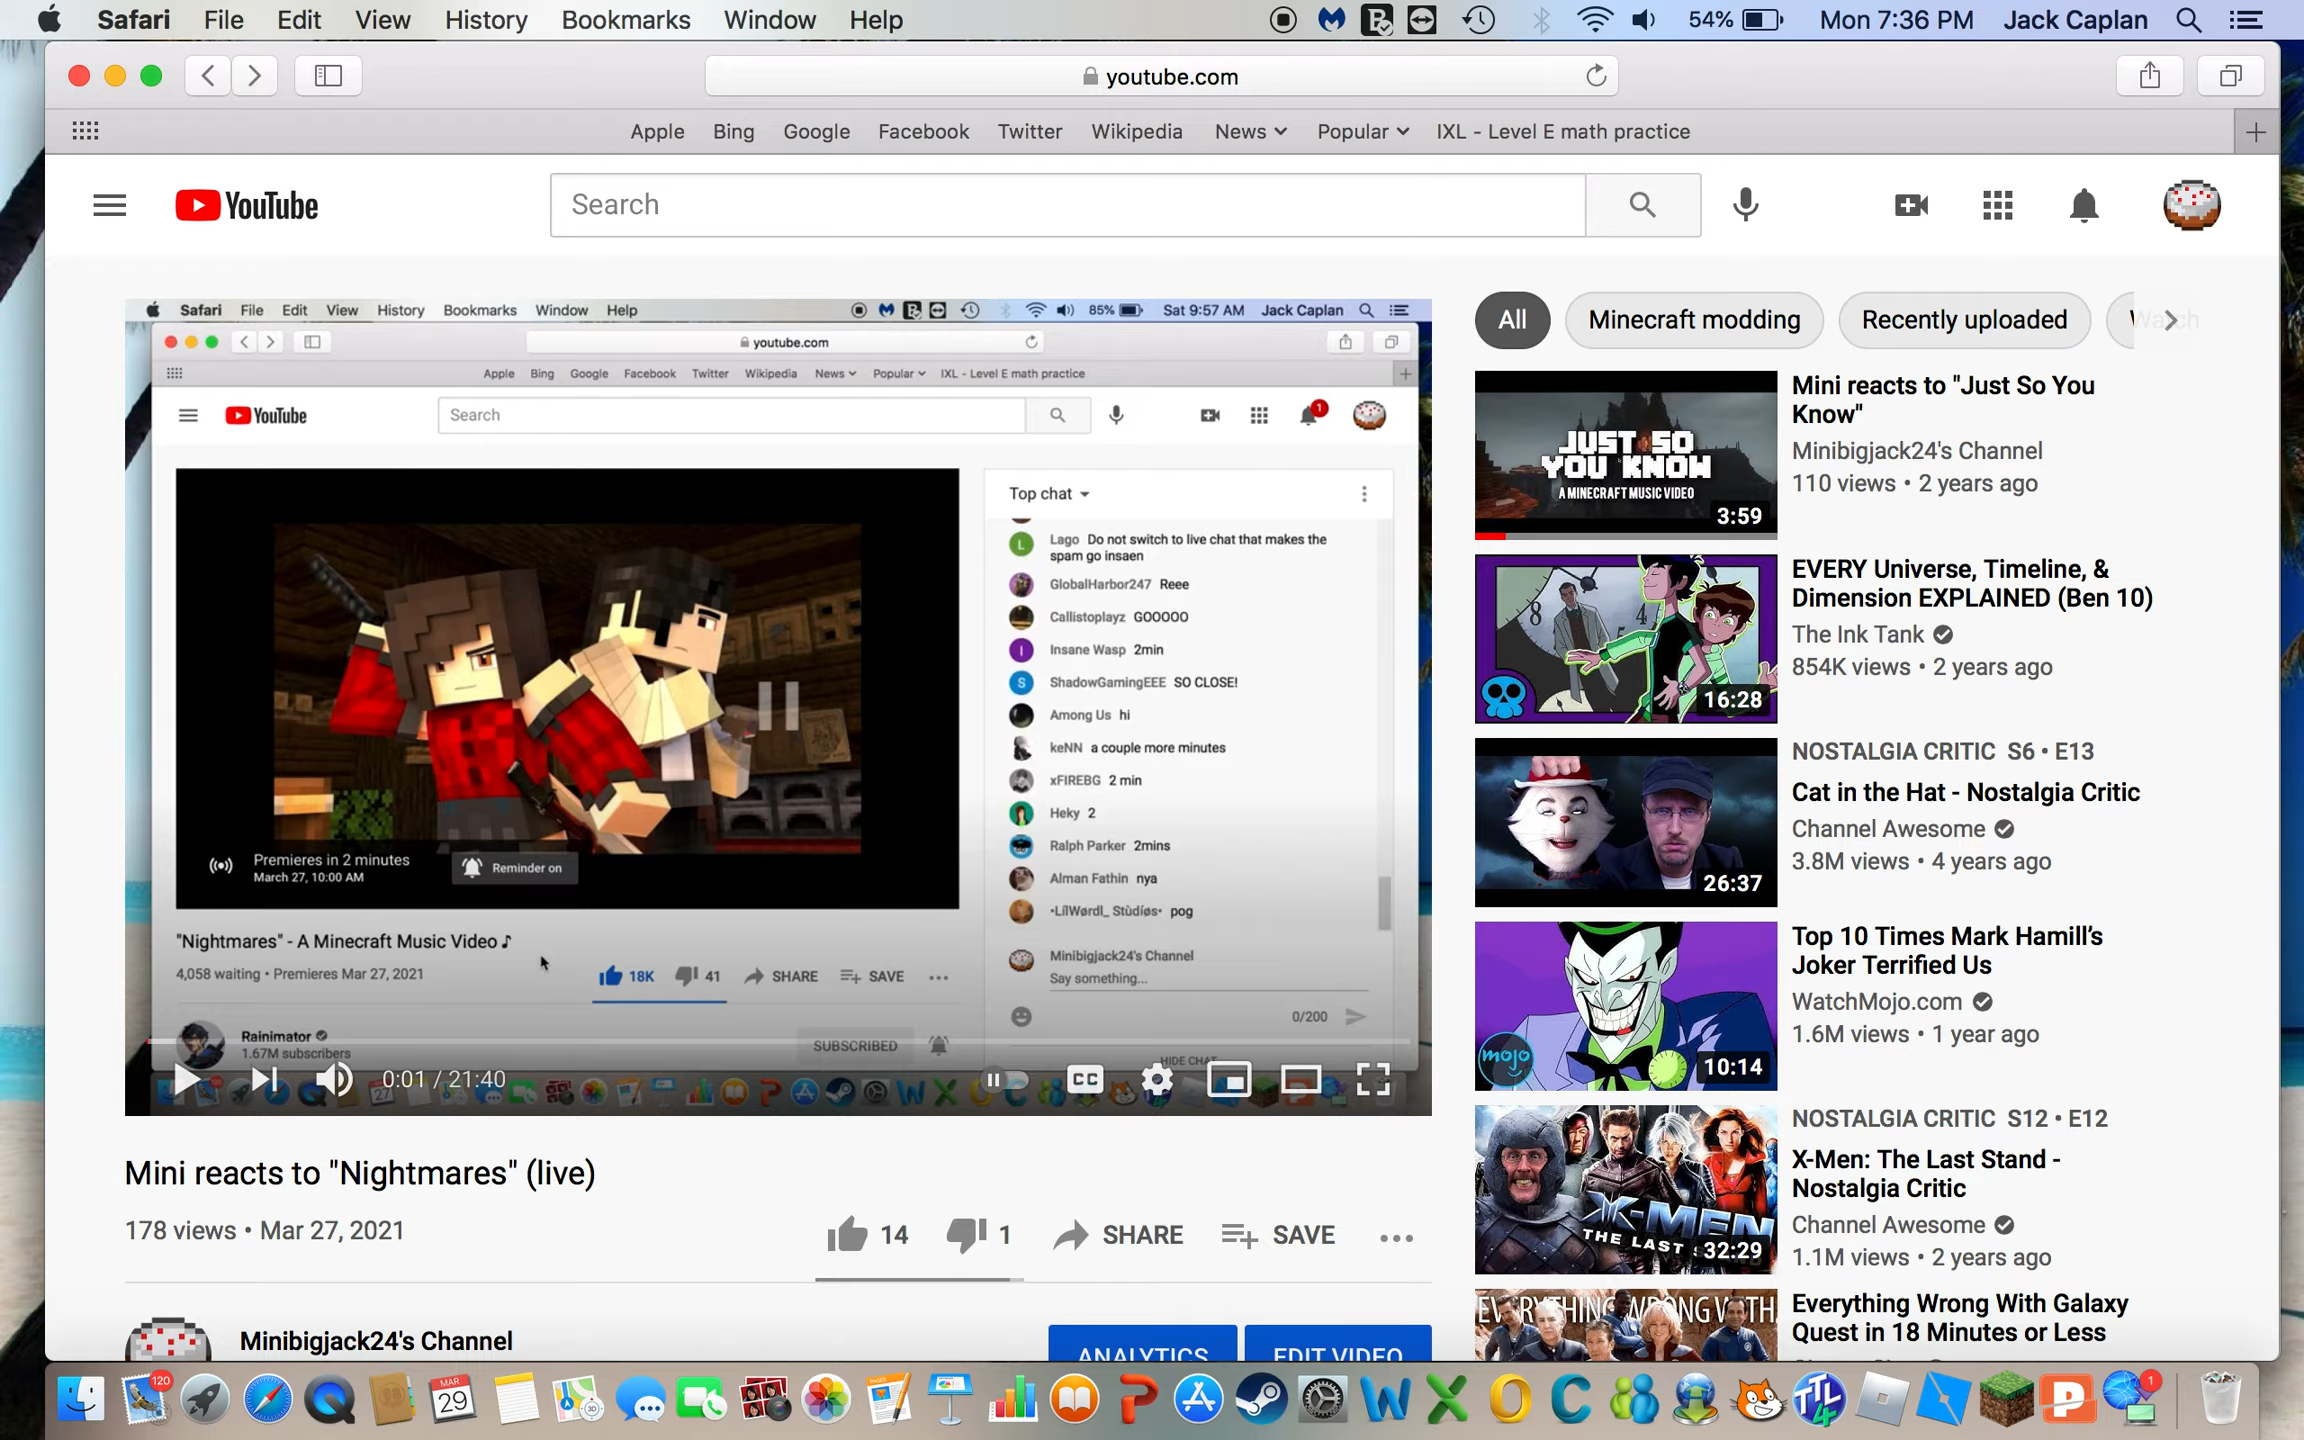 Safari File Edit View History Bookmarks Window Help 54% Mon 7:36 PM Jack Caplan
youtube.com
Apple Bing Google Facebook Twitter Wikipedia News Popular IXL - Level E math practice
YouTube Search
Safari File Edit View History Bookmarks Window Help 85% Sat 9:57 AM Jack Caplan
youtube.com
Apple Bing Google Facebook Twitter Wikipedia News Popular IXL - Level E math practice
YouTube Search 1
Top chat
Lago Do not switch to live chat that makes the
spam go insaen
GlobalHarbor247 Reee
Callistoplayz GOOOOO
I Insane Wasp 2min
S ShadowGamingEEE SO CLOSE!
Among Us hi
keNN a couple more minutes
xFIREBG 2 min
Heky 2
Ralph Parker 2mins
Alman Fathin nya
•LílWørdl_ Stùdíøs• pog
Minibigjack24's Channel
Say something...
0/200
HIDE CHAT
Premieres in 2 minutes
March 27, 10:00 AM
Reminder on
"Nightmares" - A Minecraft Music Video ♪
4,058 waiting • Premieres Mar 27, 2021
18K 41 SHARE SAVE
Rainimator
1.67M subscribers
SUBSCRIBED
0:01 / 21:40 CC
Mini reacts to "Nightmares" (live)
178 views • Mar 27, 2021
14 1 SHARE SAVE
Minibigjack24's Channel
ANALYTICS EDIT VIDEO
All Minecraft modding Recently uploaded Watch
JUST SO
YOU KNOW
A MINECRAFT MUSIC VIDEO
3:59
Mini reacts to "Just So You
Know"
Minibigjack24's Channel
110 views • 2 years ago
8 4
16:28
EVERY Universe, Timeline, &
Dimension EXPLAINED (Ben 10)
The Ink Tank
854K views • 2 years ago
26:37
NOSTALGIA CRITIC S6 • E13
Cat in the Hat - Nostalgia Critic
Channel Awesome
3.8M views • 4 years ago
mojo
10:14
Top 10 Times Mark Hamill's
Joker Terrified Us
WatchMojo.com
1.6M views • 1 year ago
X-MEN
THE LAST
32:29
NOSTALGIA CRITIC S12 • E12
X-Men: The Last Stand -
Nostalgia Critic
Channel Awesome
1.1M views • 2 years ago
EVERYTHING WRONG WITH
Everything Wrong With Galaxy
Quest in 18 Minutes or Less
120 MAR 29 TTL4 1